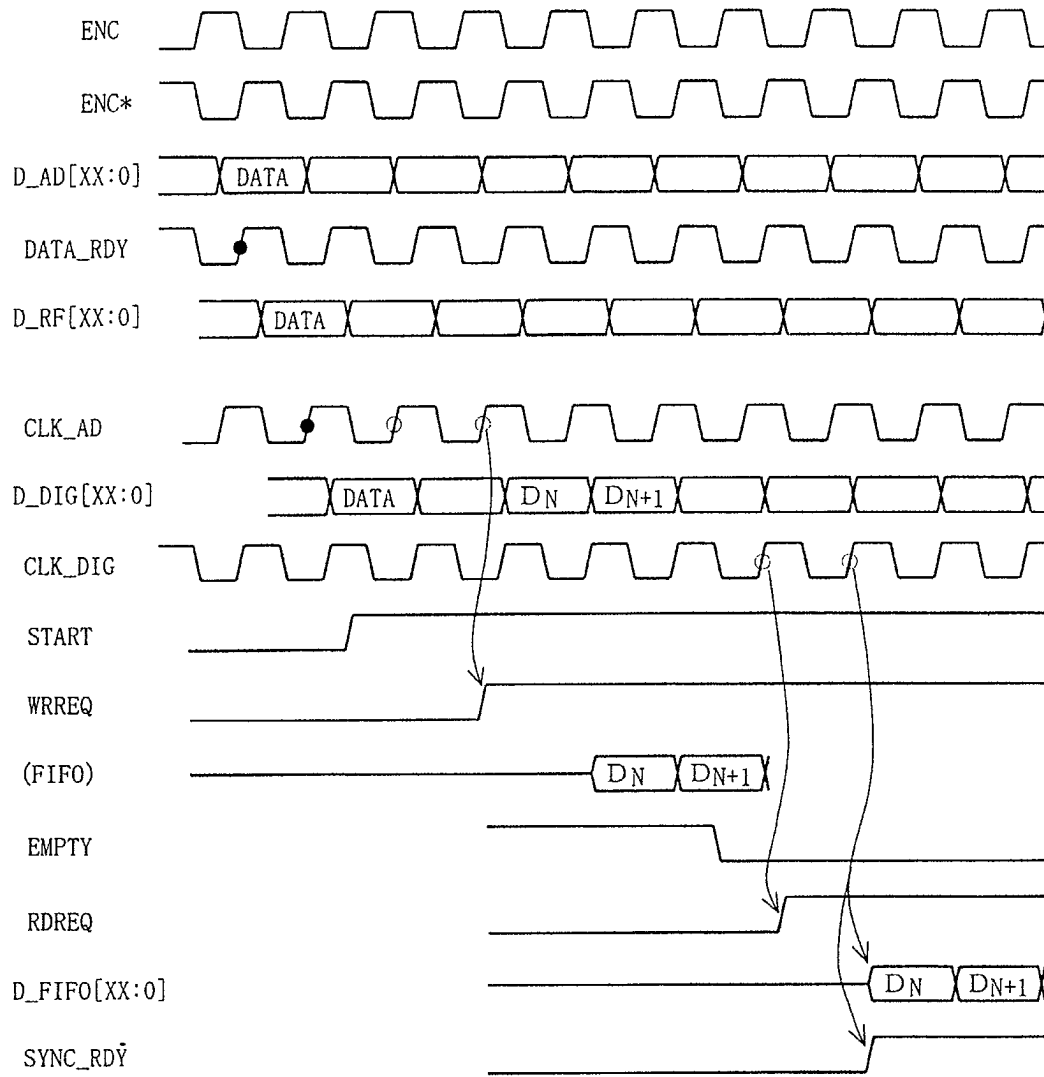 ENC
ENC*
D_AD[XX:0] DATA
DATA_RDY
D_RF[XX:0] DATA
CLK_AD
D_DIG[XX:0] DATA DN DN+1
CLK_DIG
START
WRREQ
(FIFO) DN DN+1
EMPTY
RDREQ
D_FIFO[XX:0] DN DN+1
SYNC_RDY